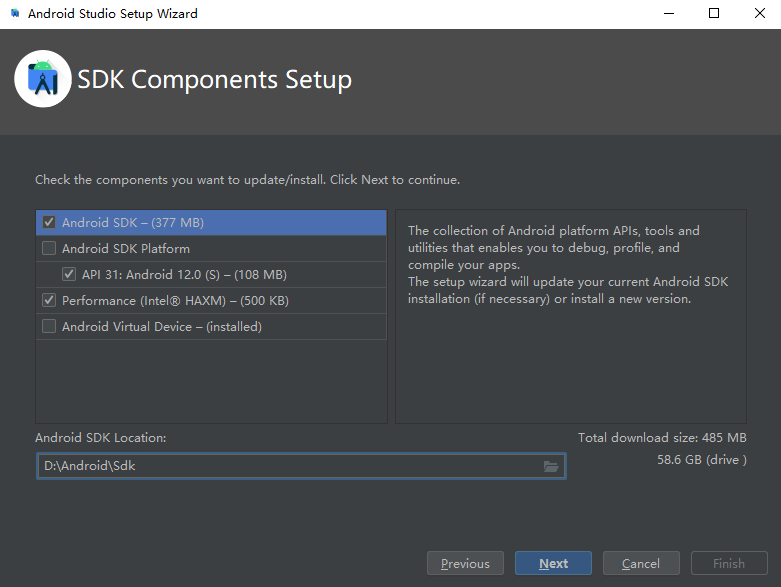 Android Studio Setup Wizard
SDK Components Setup
Check the components you want to update/install. Click Next to continue.
Android SDK – (377 MB)
Android SDK Platform
API 31: Android 12.0 (S) – (108 MB)
Performance (Intel® HAXM) – (500 KB)
Android Virtual Device – (installed)
The collection of Android platform APIs, tools and
utilities that enables you to debug, profile, and
compile your apps.
The setup wizard will update your current Android SDK
installation (if necessary) or install a new version.
Android SDK Location:
D:\Android\Sdk
Total download size: 485 MB
58.6 GB (drive )
Previous
Next
Cancel
Finish